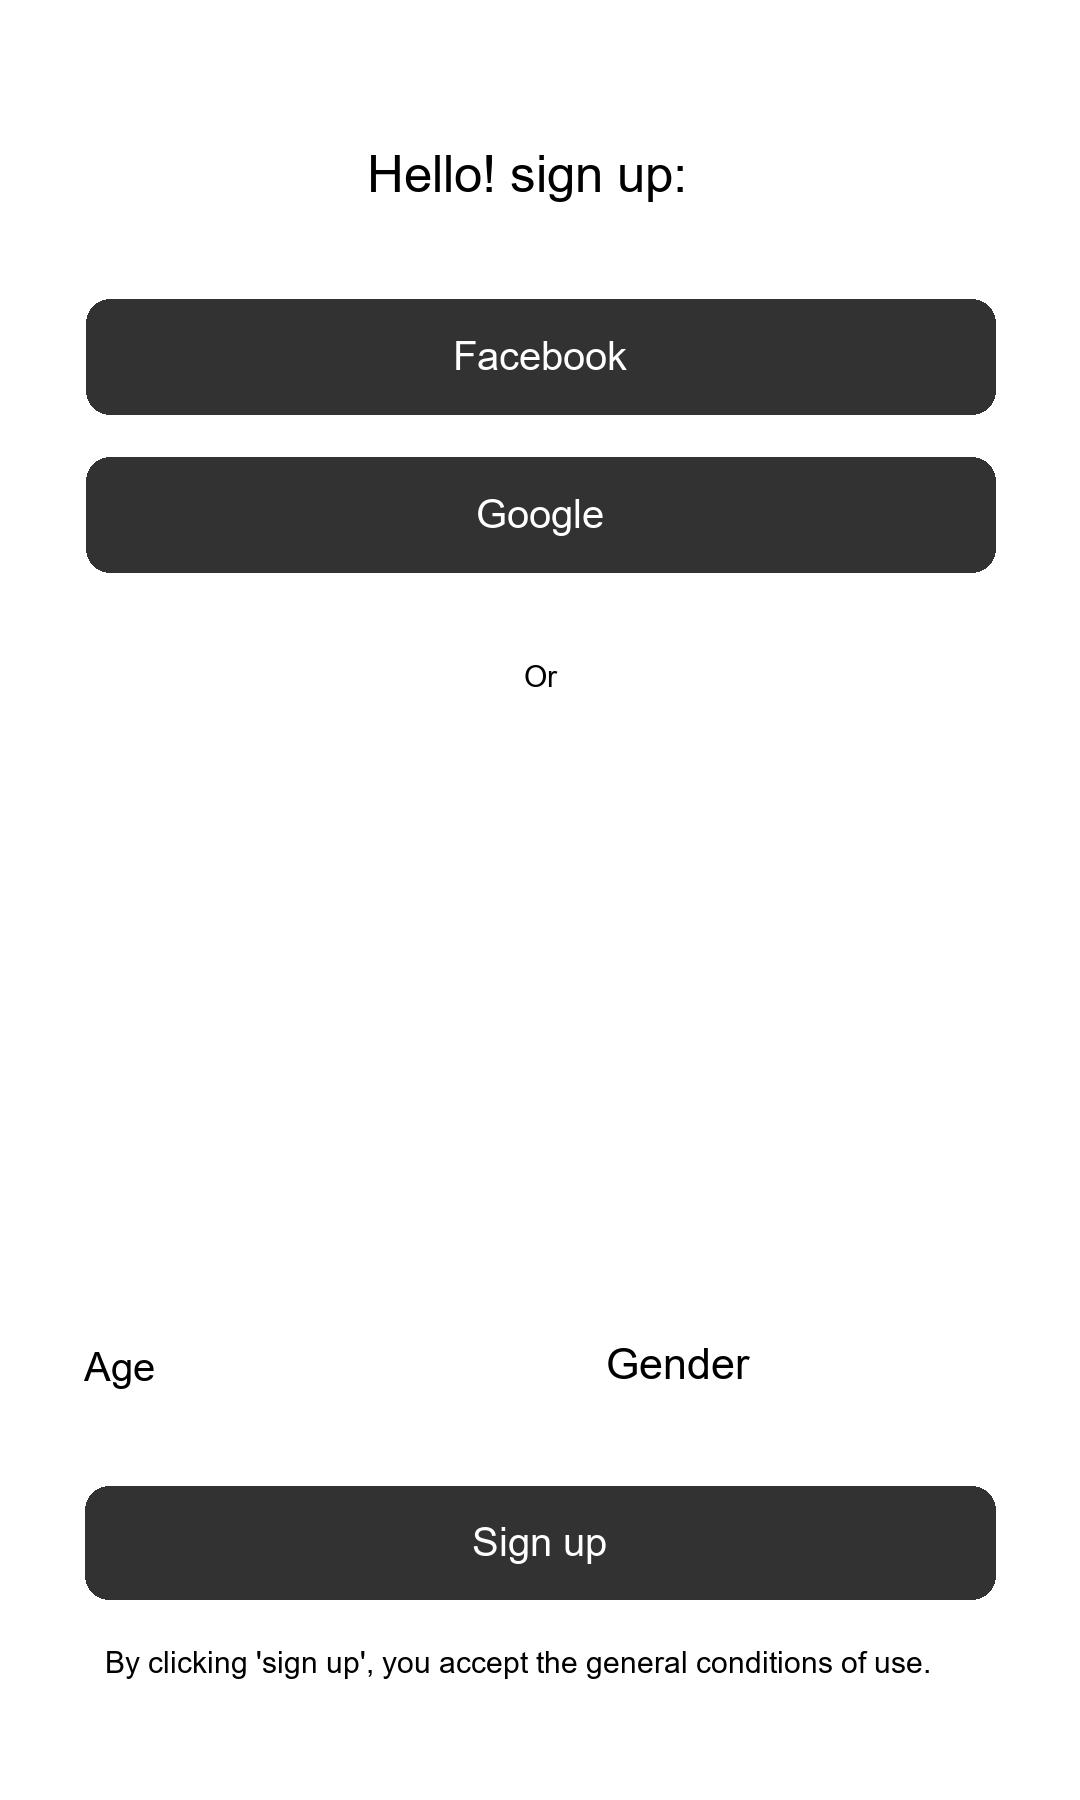 Hello! sign up:
Facebook
Google
Or
Age
Gender
Sign up
By clicking 'sign up', you accept the general conditions of use.